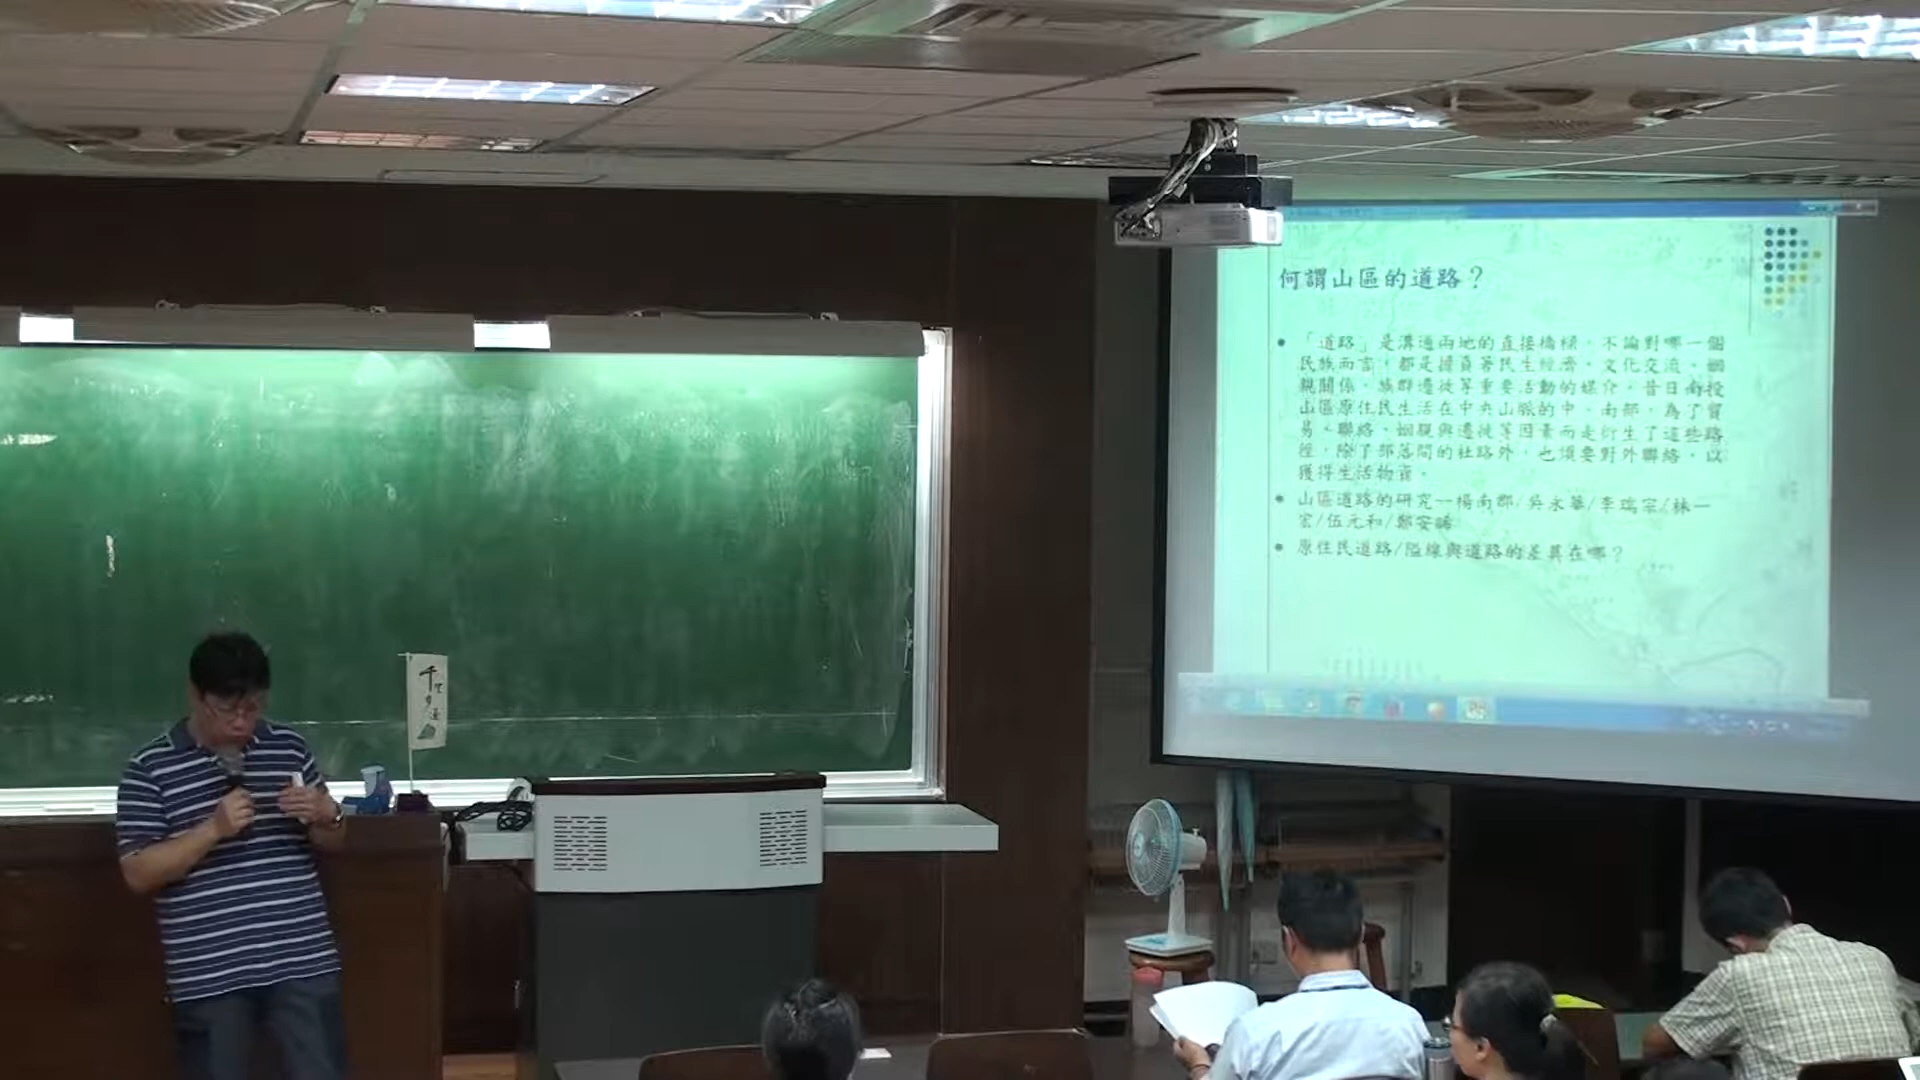 何謂山區的道路？
「道路」是溝通兩地的直接橋樑，不論對哪一個
民族而言，都是擔負著民生經濟、文化交流、姻
親關係、族群遷徙等重要活動的媒介，昔日南投
山區原住民生活在中央山脈的中、南部，為了貿
易、聯絡、姻親與遷徙等因素而走衍生了這些路
徑，除了部落間的社路外，也須要對外聯絡，以
獲得生活物資。
山區道路的研究—楊南郡/吳永華/李瑞宗/林一
宏/伍元和/鄭安睎
原住民道路/隘線與道路的差異在哪？
千里步道